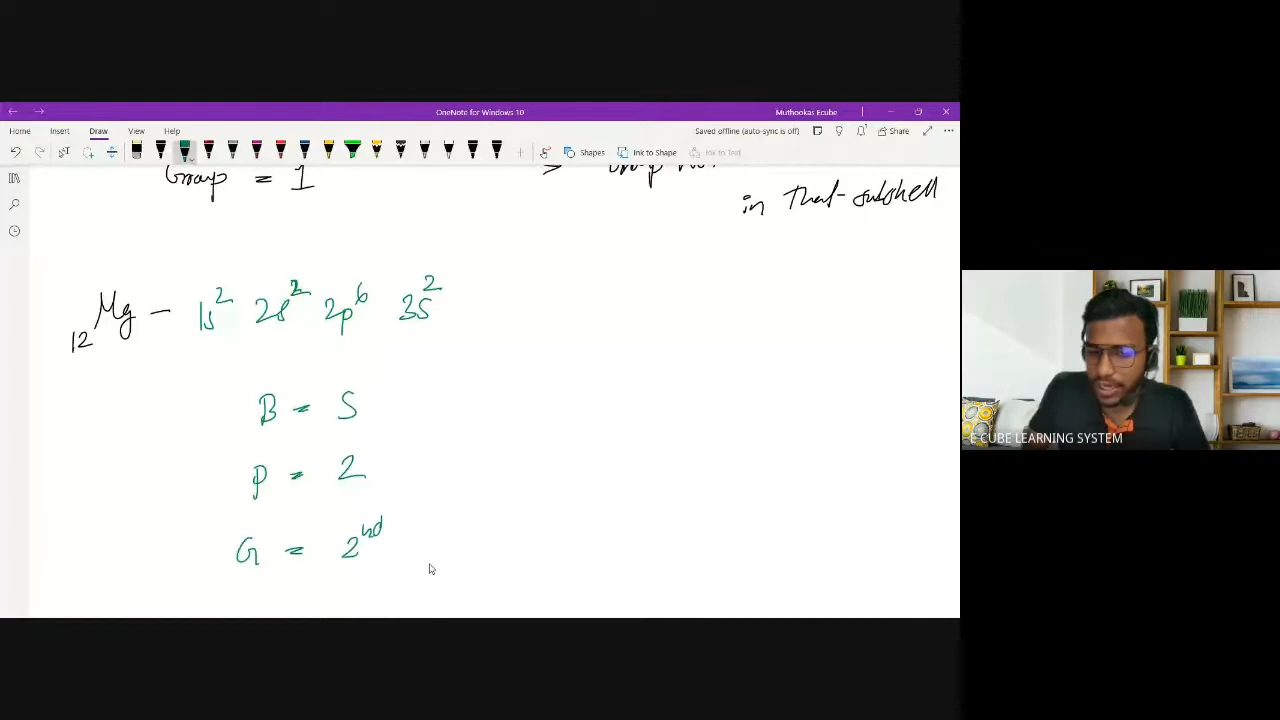 OneNote for Windows 10
Muthookas Ecube
Home Insert Draw View Help
Saved offline (auto-sync is off)
Share
Shapes
Ink to Shape
Ink to Text
Group = 1
in that subshell
12 Mg - 1s² 2s² 2p⁶ 3s²
B = S
P = 2
G = 2nd
E CUBE LEARNING SYSTEM